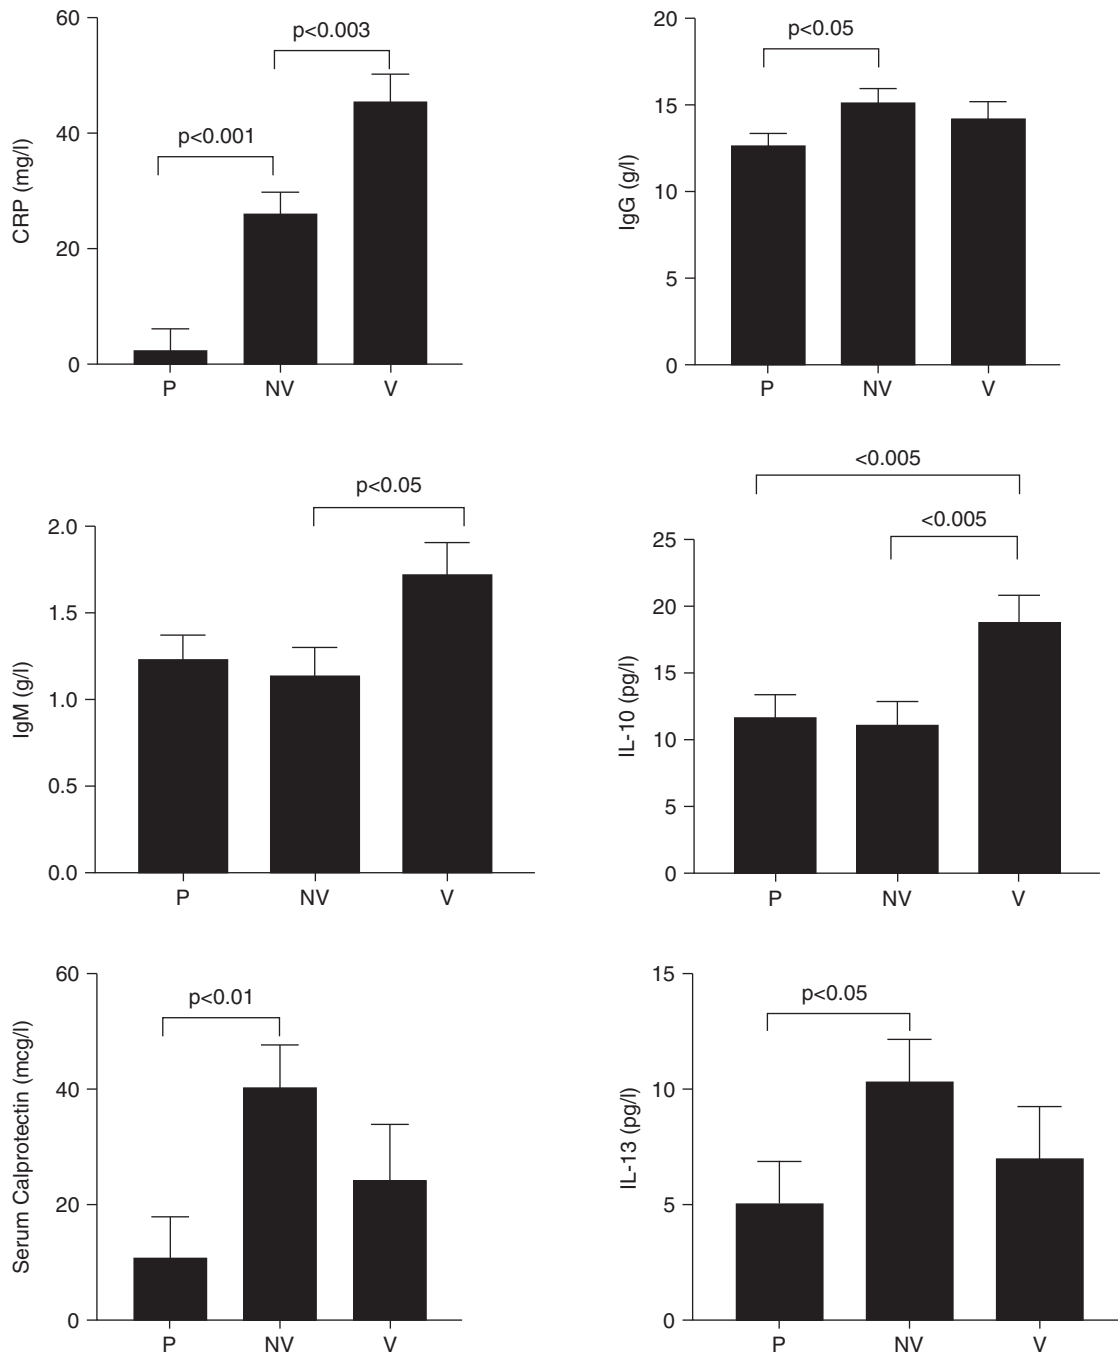 CRP (mg/l)
60
40
20
0
p<0.003
p<0.001
P NV V
IgG (g/l)
20
15
10
5
0
p<0.05
P NV V
IgM (g/l)
2.0
1.5
1.0
0.5
0.0
p<0.05
P NV V
IL-10 (pg/l)
25
20
15
10
5
0
<0.005
<0.005
P NV V
Serum Calprotectin (mcg/l)
60
40
20
0
p<0.01
P NV V
IL-13 (pg/l)
15
10
5
0
p<0.05
P NV V